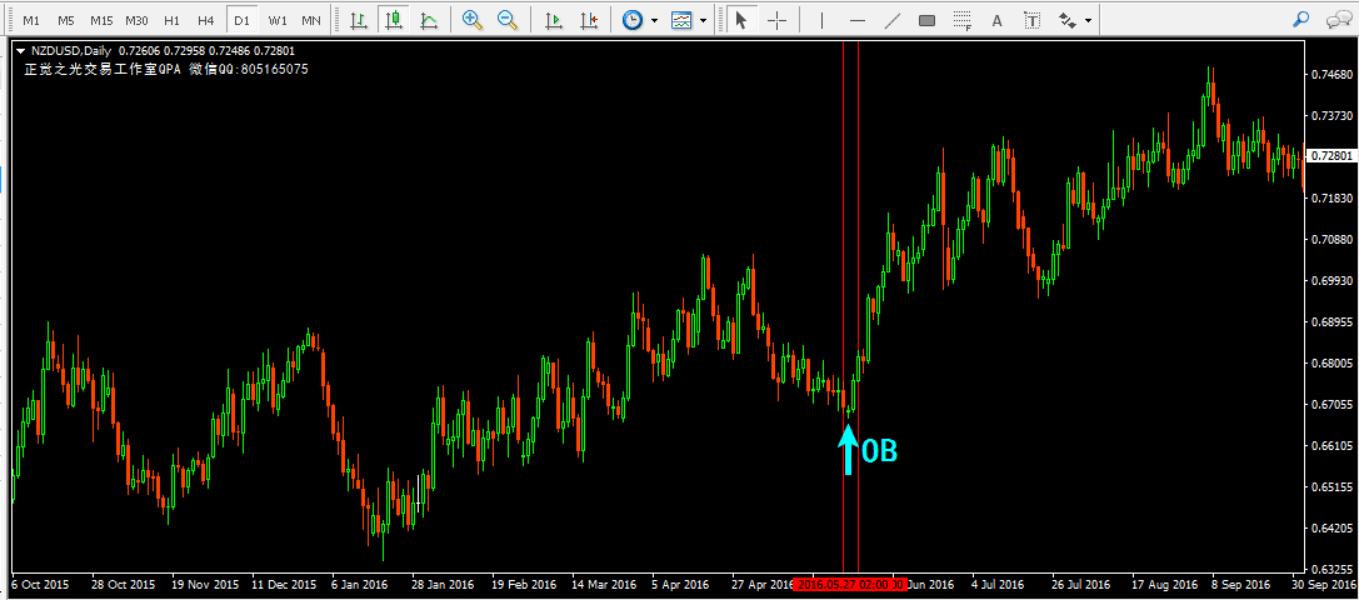 M1 M5 M15 M30 H1 H4 D1 W1 MN
F A T
NZDUSD,Daily 0.72606 0.72958 0.72486 0.72801
正觉之光交易工作室QPA 微信QQ:805165075
0.74680
0.73730
0.72801
0.71830
0.70880
0.69930
0.68955
0.68005
0.67055
0.66105
0.65155
0.64205
0.63255
OB
6 Oct 2015 28 Oct 2015 19 Nov 2015 11 Dec 2015 6 Jan 2016 28 Jan 2016 19 Feb 2016 14 Mar 2016 5 Apr 2016 27 Apr 2016 2016.05.27 02:00 Jun 2016 4 Jul 2016 26 Jul 2016 17 Aug 2016 8 Sep 2016 30 Sep 2016